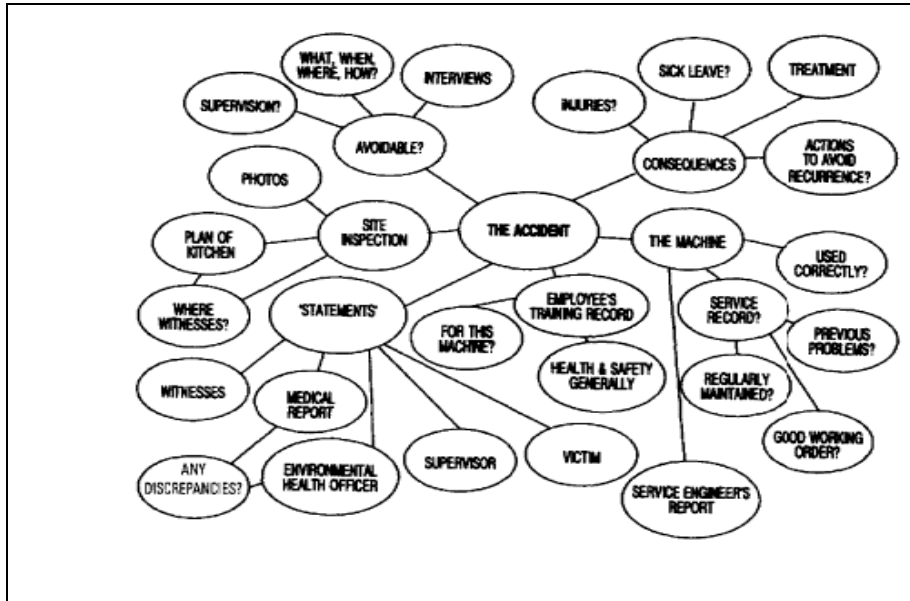 WHAT, WHEN,
WHERE, HOW?
INTERVIEWS
SUPERVISION?
AVOIDABLE?
SICK LEAVE?
TREATMENT
INJURIES?
CONSEQUENCES
ACTIONS
TO AVOID
RECURRENCE?
PHOTOS
SITE
INSPECTION
THE ACCIDENT
THE MACHINE
PLAN OF
KITCHEN
USED
CORRECTLY?
WHERE
WITNESSES?
'STATEMENTS'
EMPLOYEE'S
TRAINING RECORD
FOR THIS
MACHINE?
SERVICE
RECORD?
PREVIOUS
PROBLEMS?
HEALTH & SAFETY
GENERALLY
REGULARLY
MAINTAINED?
WITNESSES
MEDICAL
REPORT
GOOD WORKING
ORDER?
ANY
DISCREPANCIES?
ENVIRONMENTAL
HEALTH OFFICER
SUPERVISOR
VICTIM
SERVICE ENGINEER'S
REPORT